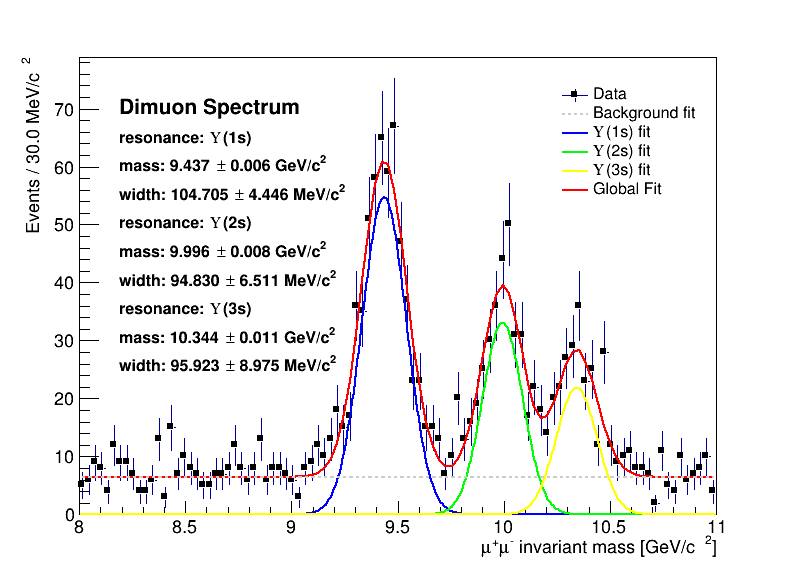 Events / 30.0 MeV/c²
70
60
50
40
30
20
10
0
Dimuon Spectrum
resonance: ϒ(1s)
mass: 9.437 ± 0.006 GeV/c²
width: 104.705 ± 4.446 MeV/c²
resonance: ϒ(2s)
mass: 9.996 ± 0.008 GeV/c²
width: 94.830 ± 6.511 MeV/c²
resonance: ϒ(3s)
mass: 10.344 ± 0.011 GeV/c²
width: 95.923 ± 8.975 MeV/c²
Data
Background fit
ϒ(1s) fit
ϒ(2s) fit
ϒ(3s) fit
Global Fit
8 8.5 9 9.5 10 10.5 11
μ⁺μ⁻ invariant mass [GeV/c²]